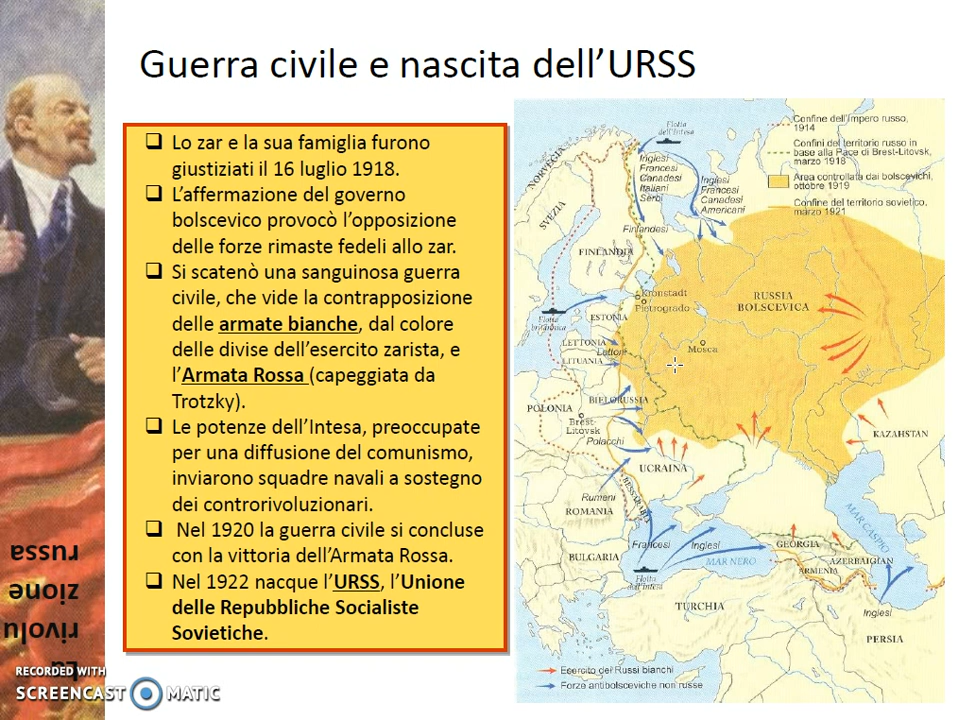 Guerra civile e nascita dell’URSS
Lo zar e la sua famiglia furono
giustiziati il 16 luglio 1918.
L’affermazione del governo
bolscevico provocò l’opposizione
delle forze rimaste fedeli allo zar.
Si scatenò una sanguinosa guerra
civile, che vide la contrapposizione
delle armate bianche, dal colore
delle divise dell’esercito zarista, e
l’Armata Rossa (capeggiata da
Trotzky).
Le potenze dell’Intesa, preoccupate
per una diffusione del comunismo,
inviarono squadre navali a sostegno
dei controrivoluzionari.
Nel 1920 la guerra civile si concluse
con la vittoria dell’Armata Rossa.
Nel 1922 nacque l’URSS, l’Unione
delle Repubbliche Socialiste
Sovietiche.
Confine dell'impero russo,
1914
Confini del territorio russo in
base alla Pace di Brest-Litovsk,
marzo 1918
Area controllata dai bolscevichi,
ottobre 1919
Confine del territorio sovietico,
marzo 1921
Flotta
dell'Intesa
Inglesi
Francesi
Canadesi
Italiani
Serbi
Inglesi
Francesi
Canadesi
Americani
NORVEGIA
SVEZIA
Finlandesi
FINLANDIA
Kronstadt
Pietrogrado
RUSSIA
BOLSCEVICA
Flotta
britannica
ESTONIA
LETTONIA
Lettoni
LITUANIA
Mosca
BIELORUSSIA
POLONIA
Brest-
Litovsk
Polacchi
KAZAKHSTAN
UCRAINA
BESSARABIA
Rumeni
ROMANIA
MAR CASPIO
BULGARIA
Francesi
Inglesi
MAR NERO
GEORGIA
AZERBAIGIAN
ARMENIA
Flotta
dell'Intesa
TURCHIA
Inglesi
PERSIA
Esercito dei Russi bianchi
Forze antibolsceviche non russe
La
rivolu
zione
russa
RECORDED WITH
SCREENCAST MATIC